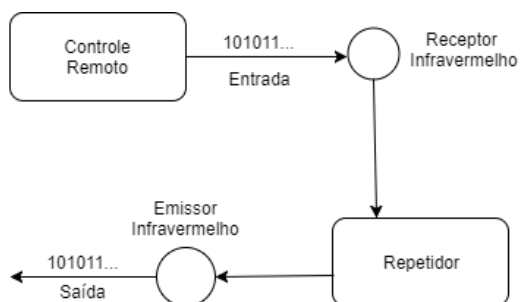 Controle
Remoto
101011...
Entrada
Receptor
Infravermelho
Emissor
Infravermelho
101011...
Saída
Repetidor